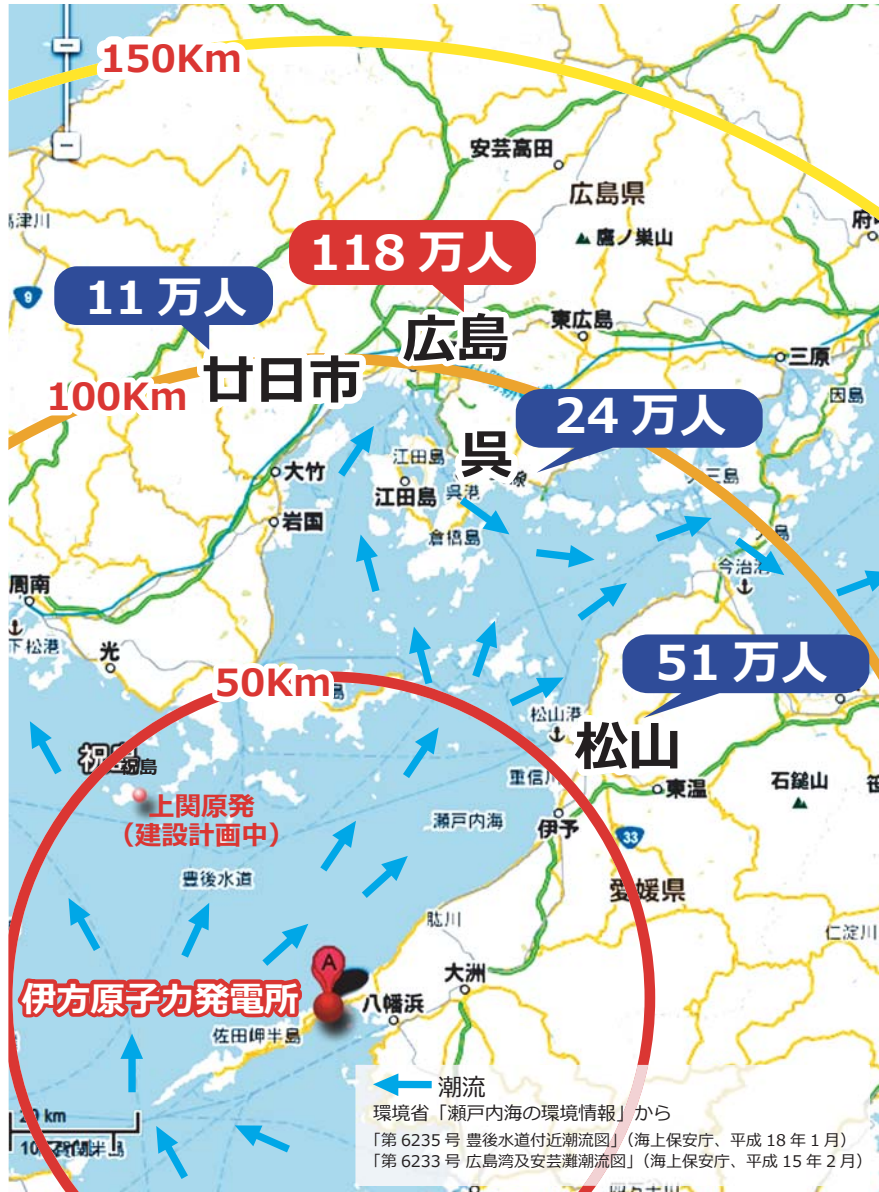 150Km
安芸高田
広島県
鷹ノ巣山
118 万人
9
11 万人
東広島
広島
三原
廿日市
100Km
因島
24 万人
呉
江田島
大竹
江田島
呉港
岩国
倉橋島
今治港
周南
下松港
光
51 万人
50Km
松山港
松山
祝島
重信川
東温
石鎚山
上関原発
(建設計画中)
瀬戸内海
伊予
33
豊後水道
愛媛県
肱川
仁淀川
A
大洲
伊方原子力発電所
八幡浜
佐田岬半島
潮流
20 km
環境省「瀬戸内海の環境情報」から
「第 6235 号 豊後水道付近潮流図」(海上保安庁、平成 18 年 1 月)
「第 6233 号 広島湾及安芸灘潮流図」(海上保安庁、平成 15 年 2 月)